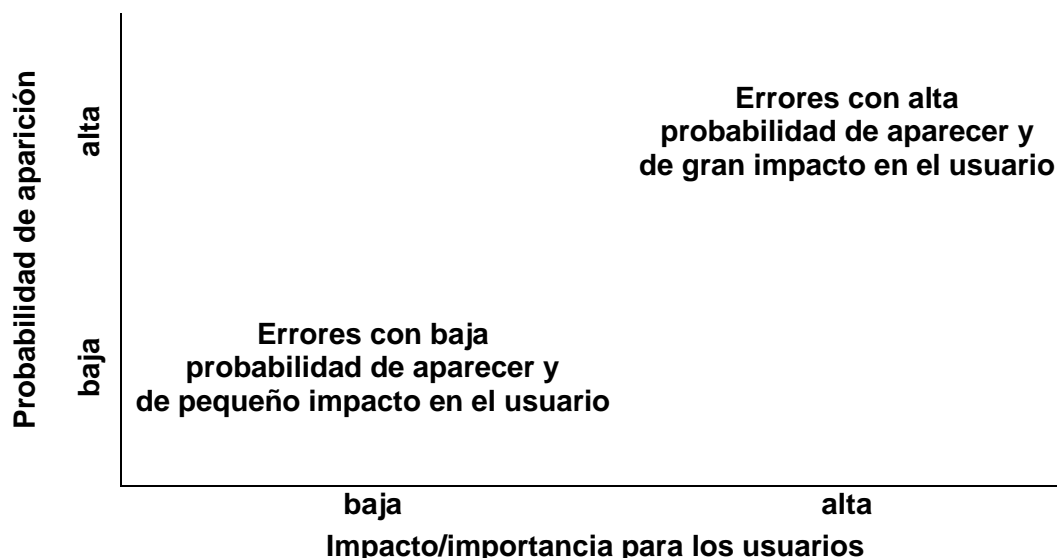 Probabilidad de aparición
alta
baja
Errores con alta
probabilidad de aparecer y
de gran impacto en el usuario
Errores con baja
probabilidad de aparecer y
de pequeño impacto en el usuario
baja
alta
Impacto/importancia para los usuarios